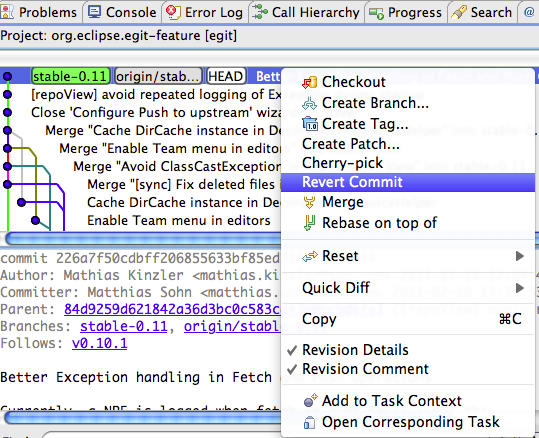 Problems Console Error Log Call Hierarchy Progress Search @
Project: org.eclipse.egit-feature [egit]
stable-0.11 origin/stab... HEAD Bett
[repoView] avoid repeated logging of Ex
Close 'Configure Push to upstream' wiza
Merge "Cache DirCache instance in De
Merge "Enable Team menu in editors
Merge "Avoid ClassCastException
Merge "[sync] Fix deleted files i
Cache DirCache instance in Dec
Enable Team menu in editors
Checkout
Create Branch...
Create Tag...
Create Patch...
Cherry-pick
Revert Commit
Merge
Rebase on top of
Reset
Quick Diff
Copy ⌘C
✓ Revision Details
✓ Revision Comment
Add to Task Context
Open Corresponding Task
commit 226a7f50cdbff206855633bf85ed
Author: Mathias Kinzler <mathias.ki
Committer: Matthias Sohn <matthias.
Parent: 84d9259d621842a36d3bc0c583c
Branches: stable-0.11, origin/stabl
Follows: v0.10.1
Better Exception handling in Fetch
Currently, a NPE is logged when fet